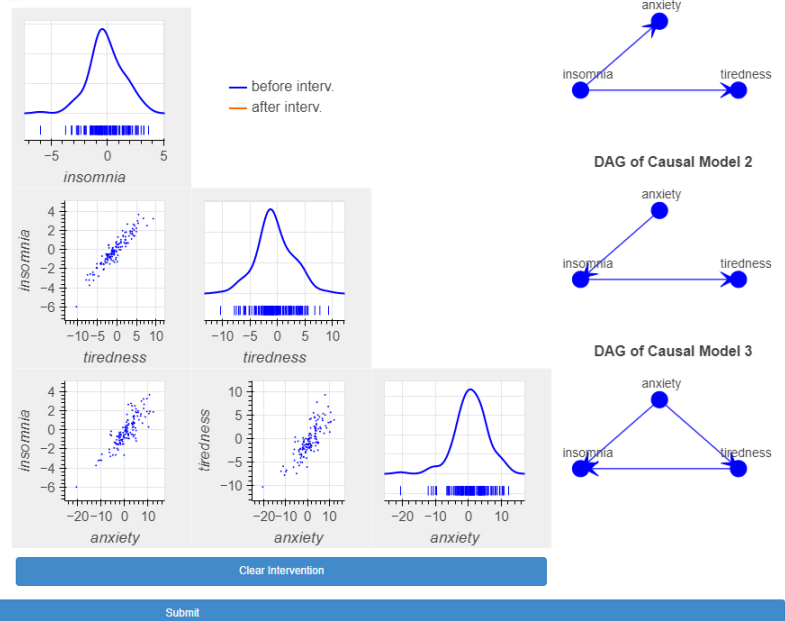 anxiety
insomnia
tiredness
before interv.
after interv.
−5
0
5
insomnia
DAG of Causal Model 2
anxiety
insomnia
tiredness
insomnia
4
2
0
−2
−4
−6
−10
−5
0
5
10
tiredness
−10
−5
0
5
10
tiredness
DAG of Causal Model 3
anxiety
insomnia
tiredness
insomnia
4
2
0
−2
−4
−6
−20
−10
0
10
anxiety
tiredness
10
5
0
−5
−10
−20
−10
0
10
anxiety
−20
−10
0
10
anxiety
Clear Intervention
Submit